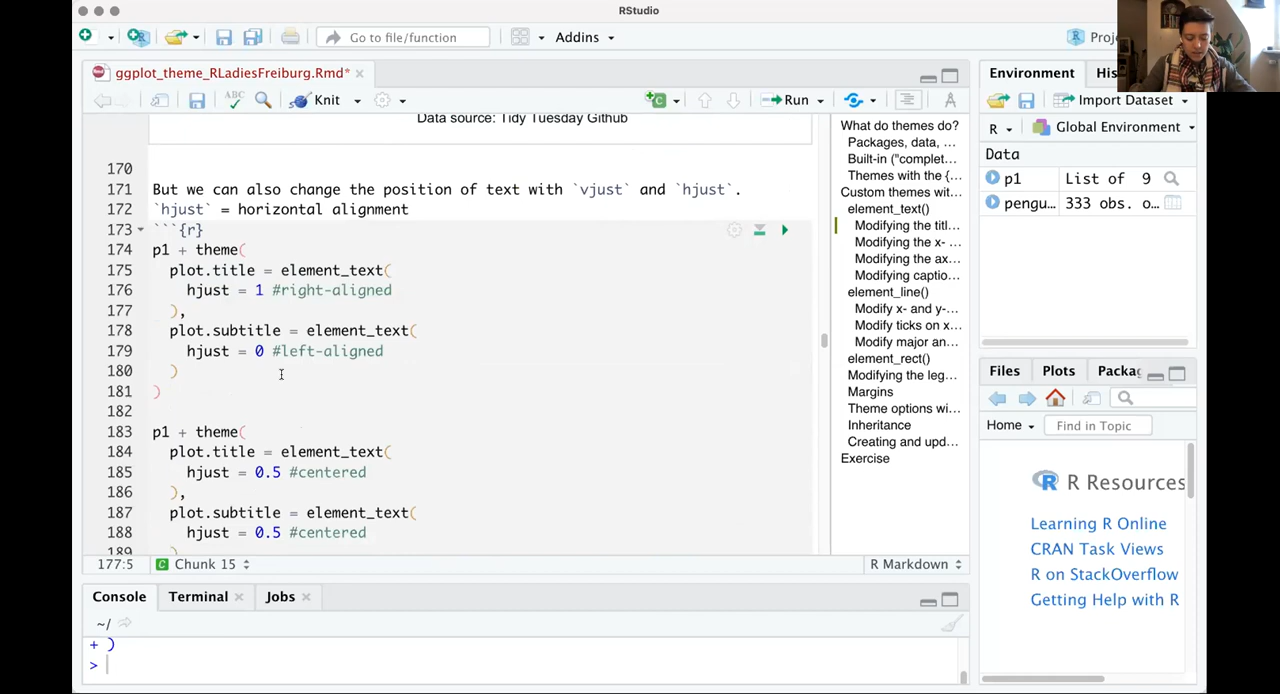 RStudio
Go to file/function
Addins
Proje
ggplot_theme_RLadiesFreiburg.Rmd*
Environment
His
ABC
Knit
Run
Import Dataset
R
Global Environment
Data
p1 List of 9
pengu… 333 obs. o…
Data source: Tidy Tuesday Github
170
171 But we can also change the position of text with `vjust` and `hjust`.
172 `hjust` = horizontal alignment
173 ```{r}
174 p1 + theme(
175 plot.title = element_text(
176 hjust = 1 #right-aligned
177 ),
178 plot.subtitle = element_text(
179 hjust = 0 #left-aligned
180 )
181 )
182
183 p1 + theme(
184 plot.title = element_text(
185 hjust = 0.5 #centered
186 ),
187 plot.subtitle = element_text(
188 hjust = 0.5 #centered
189 )
177:5
Chunk 15
R Markdown
What do themes do?
Packages, data, …
Built-in ("complet…
Themes with the {…
Custom themes wit…
element_text()
Modifying the titl…
Modifying the x- …
Modifying the ax…
Modifying captio…
element_line()
Modify x- and y-…
Modify ticks on x…
Modify major an…
element_rect()
Modifying the leg…
Margins
Theme options wi…
Inheritance
Creating and upd…
Exercise
Files
Plots
Packag
Home
Find in Topic
R Resources
Learning R Online
CRAN Task Views
R on StackOverflow
Getting Help with R
Console
Terminal
Jobs
~/
+ )
>